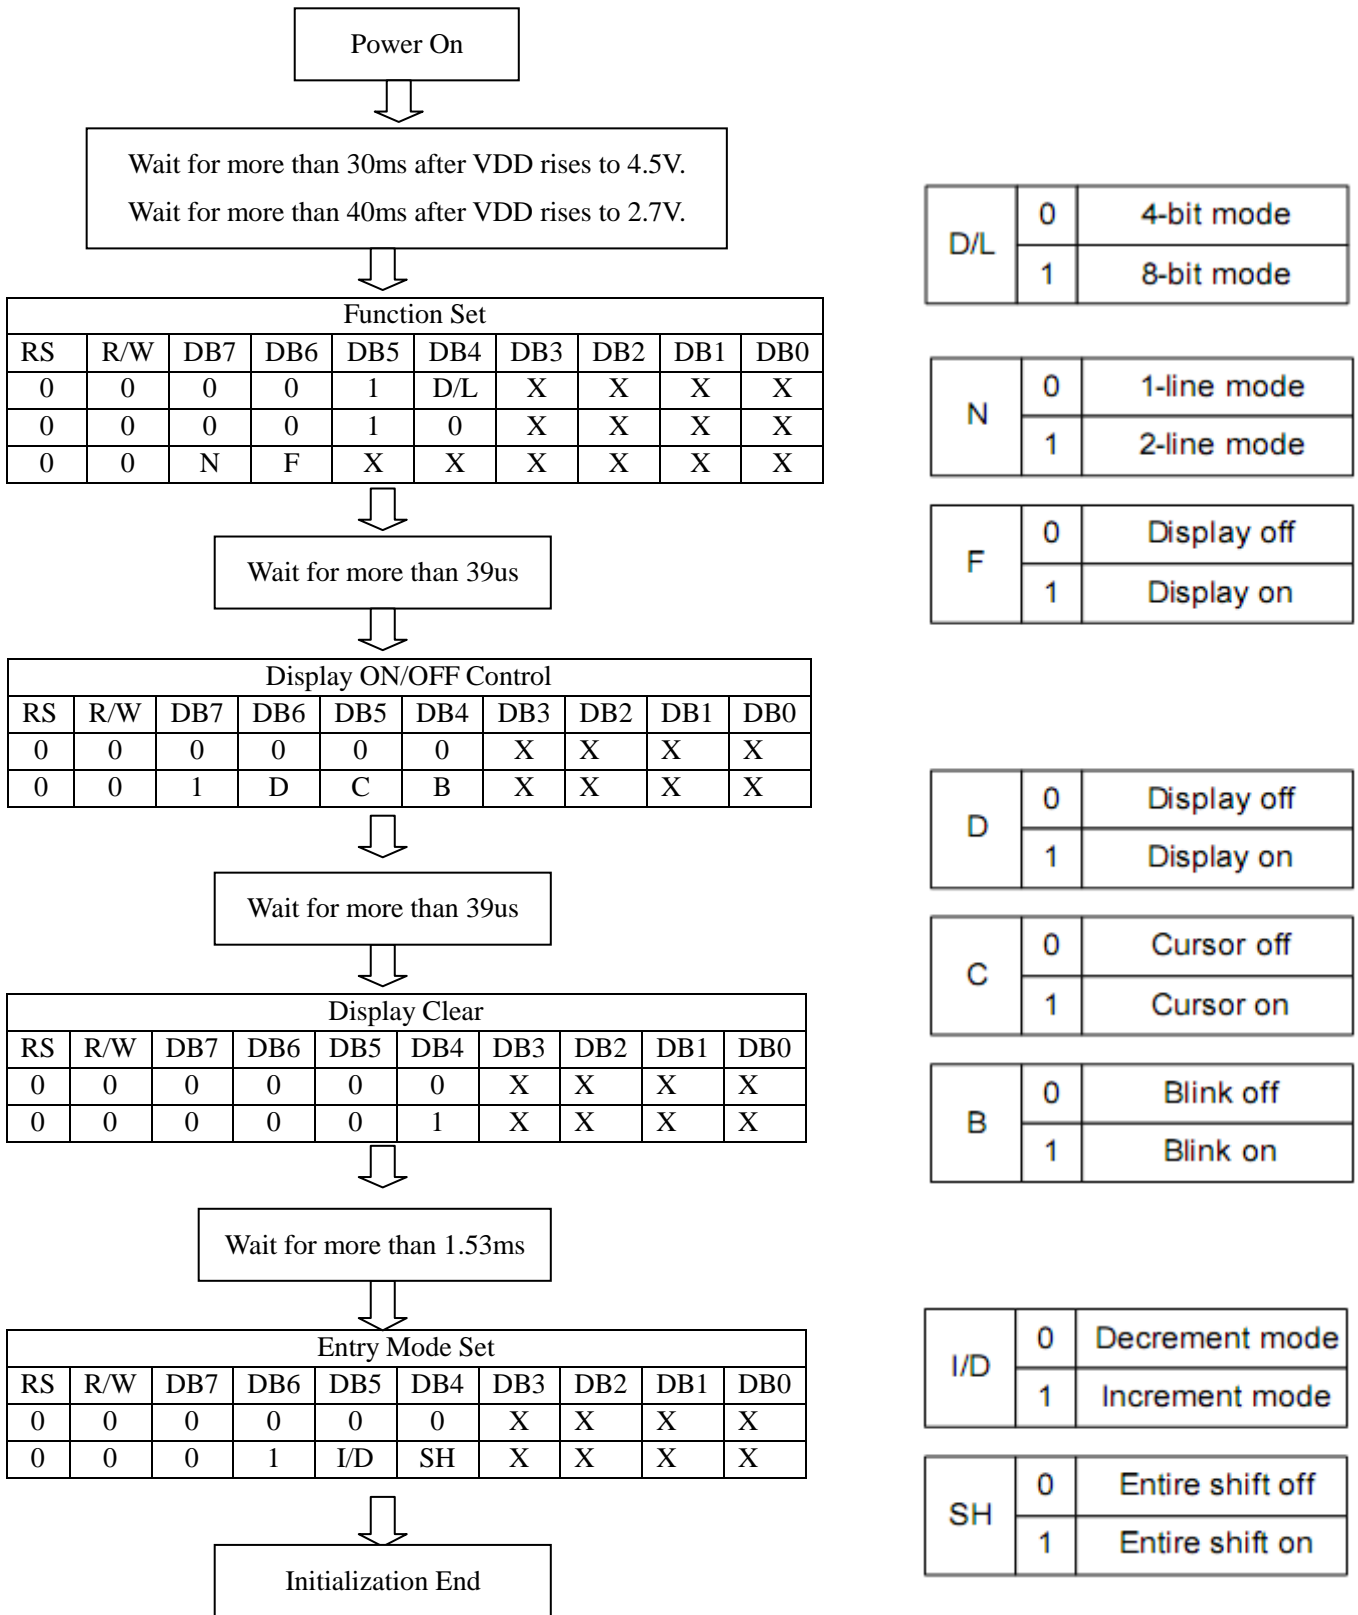 Power On
Wait for more than 30ms after VDD rises to 4.5V.
Wait for more than 40ms after VDD rises to 2.7V.
Function Set
RS R/W DB7 DB6 DB5 DB4 DB3 DB2 DB1 DB0
0 0 0 0 1 D/L X X X X
0 0 0 0 1 0 X X X X
0 0 N F X X X X X X
Wait for more than 39us
Display ON/OFF Control
RS R/W DB7 DB6 DB5 DB4 DB3 DB2 DB1 DB0
0 0 0 0 0 0 X X X X
0 0 1 D C B X X X X
Wait for more than 39us
Display Clear
RS R/W DB7 DB6 DB5 DB4 DB3 DB2 DB1 DB0
0 0 0 0 0 0 X X X X
0 0 0 0 0 1 X X X X
Wait for more than 1.53ms
Entry Mode Set
RS R/W DB7 DB6 DB5 DB4 DB3 DB2 DB1 DB0
0 0 0 0 0 0 X X X X
0 0 0 1 I/D SH X X X X
Initialization End
D/L
0 4-bit mode
1 8-bit mode
N
0 1-line mode
1 2-line mode
F
0 Display off
1 Display on
D
0 Display off
1 Display on
C
0 Cursor off
1 Cursor on
B
0 Blink off
1 Blink on
I/D
0 Decrement mode
1 Increment mode
SH
0 Entire shift off
1 Entire shift on